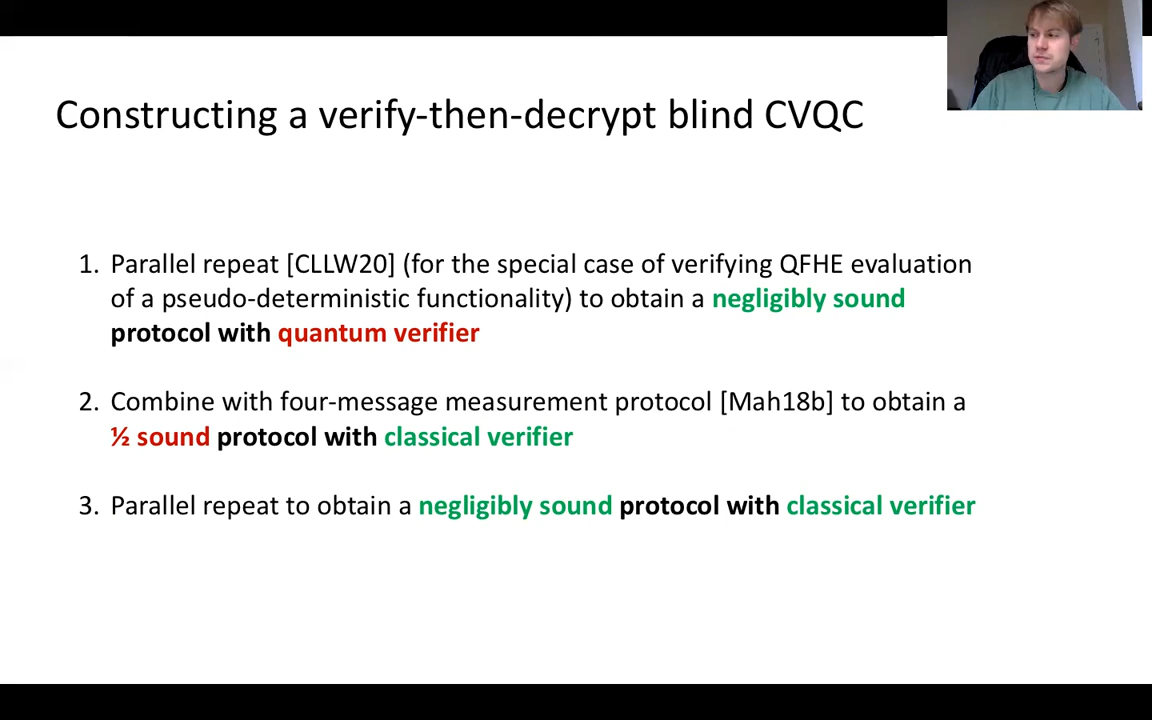 Constructing a verify-then-decrypt blind CVQC
1. Parallel repeat [CLLW20] (for the special case of verifying QFHE evaluation
of a pseudo-deterministic functionality) to obtain a negligibly sound
protocol with quantum verifier
2. Combine with four-message measurement protocol [Mah18b] to obtain a
½ sound protocol with classical verifier
3. Parallel repeat to obtain a negligibly sound protocol with classical verifier